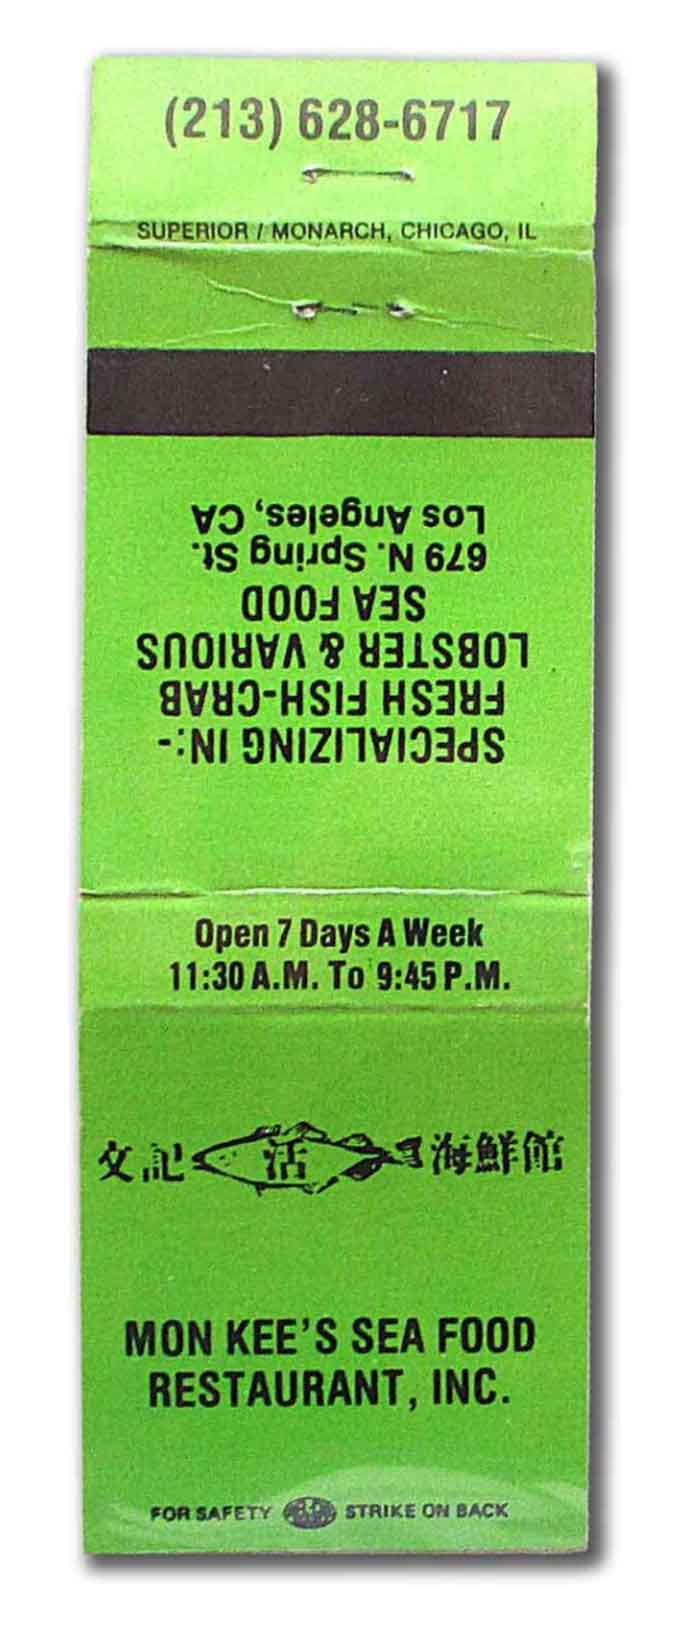 (213) 628-6717
SUPERIOR / MONARCH, CHICAGO, IL
SPECIALIZING IN:-
FRESH FISH-CRAB
LOBSTER & VARIOUS
SEA FOOD
679 N. Spring St.
Los Angeles, CA
Open 7 Days A Week
11:30 A.M. To 9:45 P.M.
文記 活 海鮮館
MON KEE'S SEA FOOD
RESTAURANT, INC.
FOR SAFETY STRIKE ON BACK